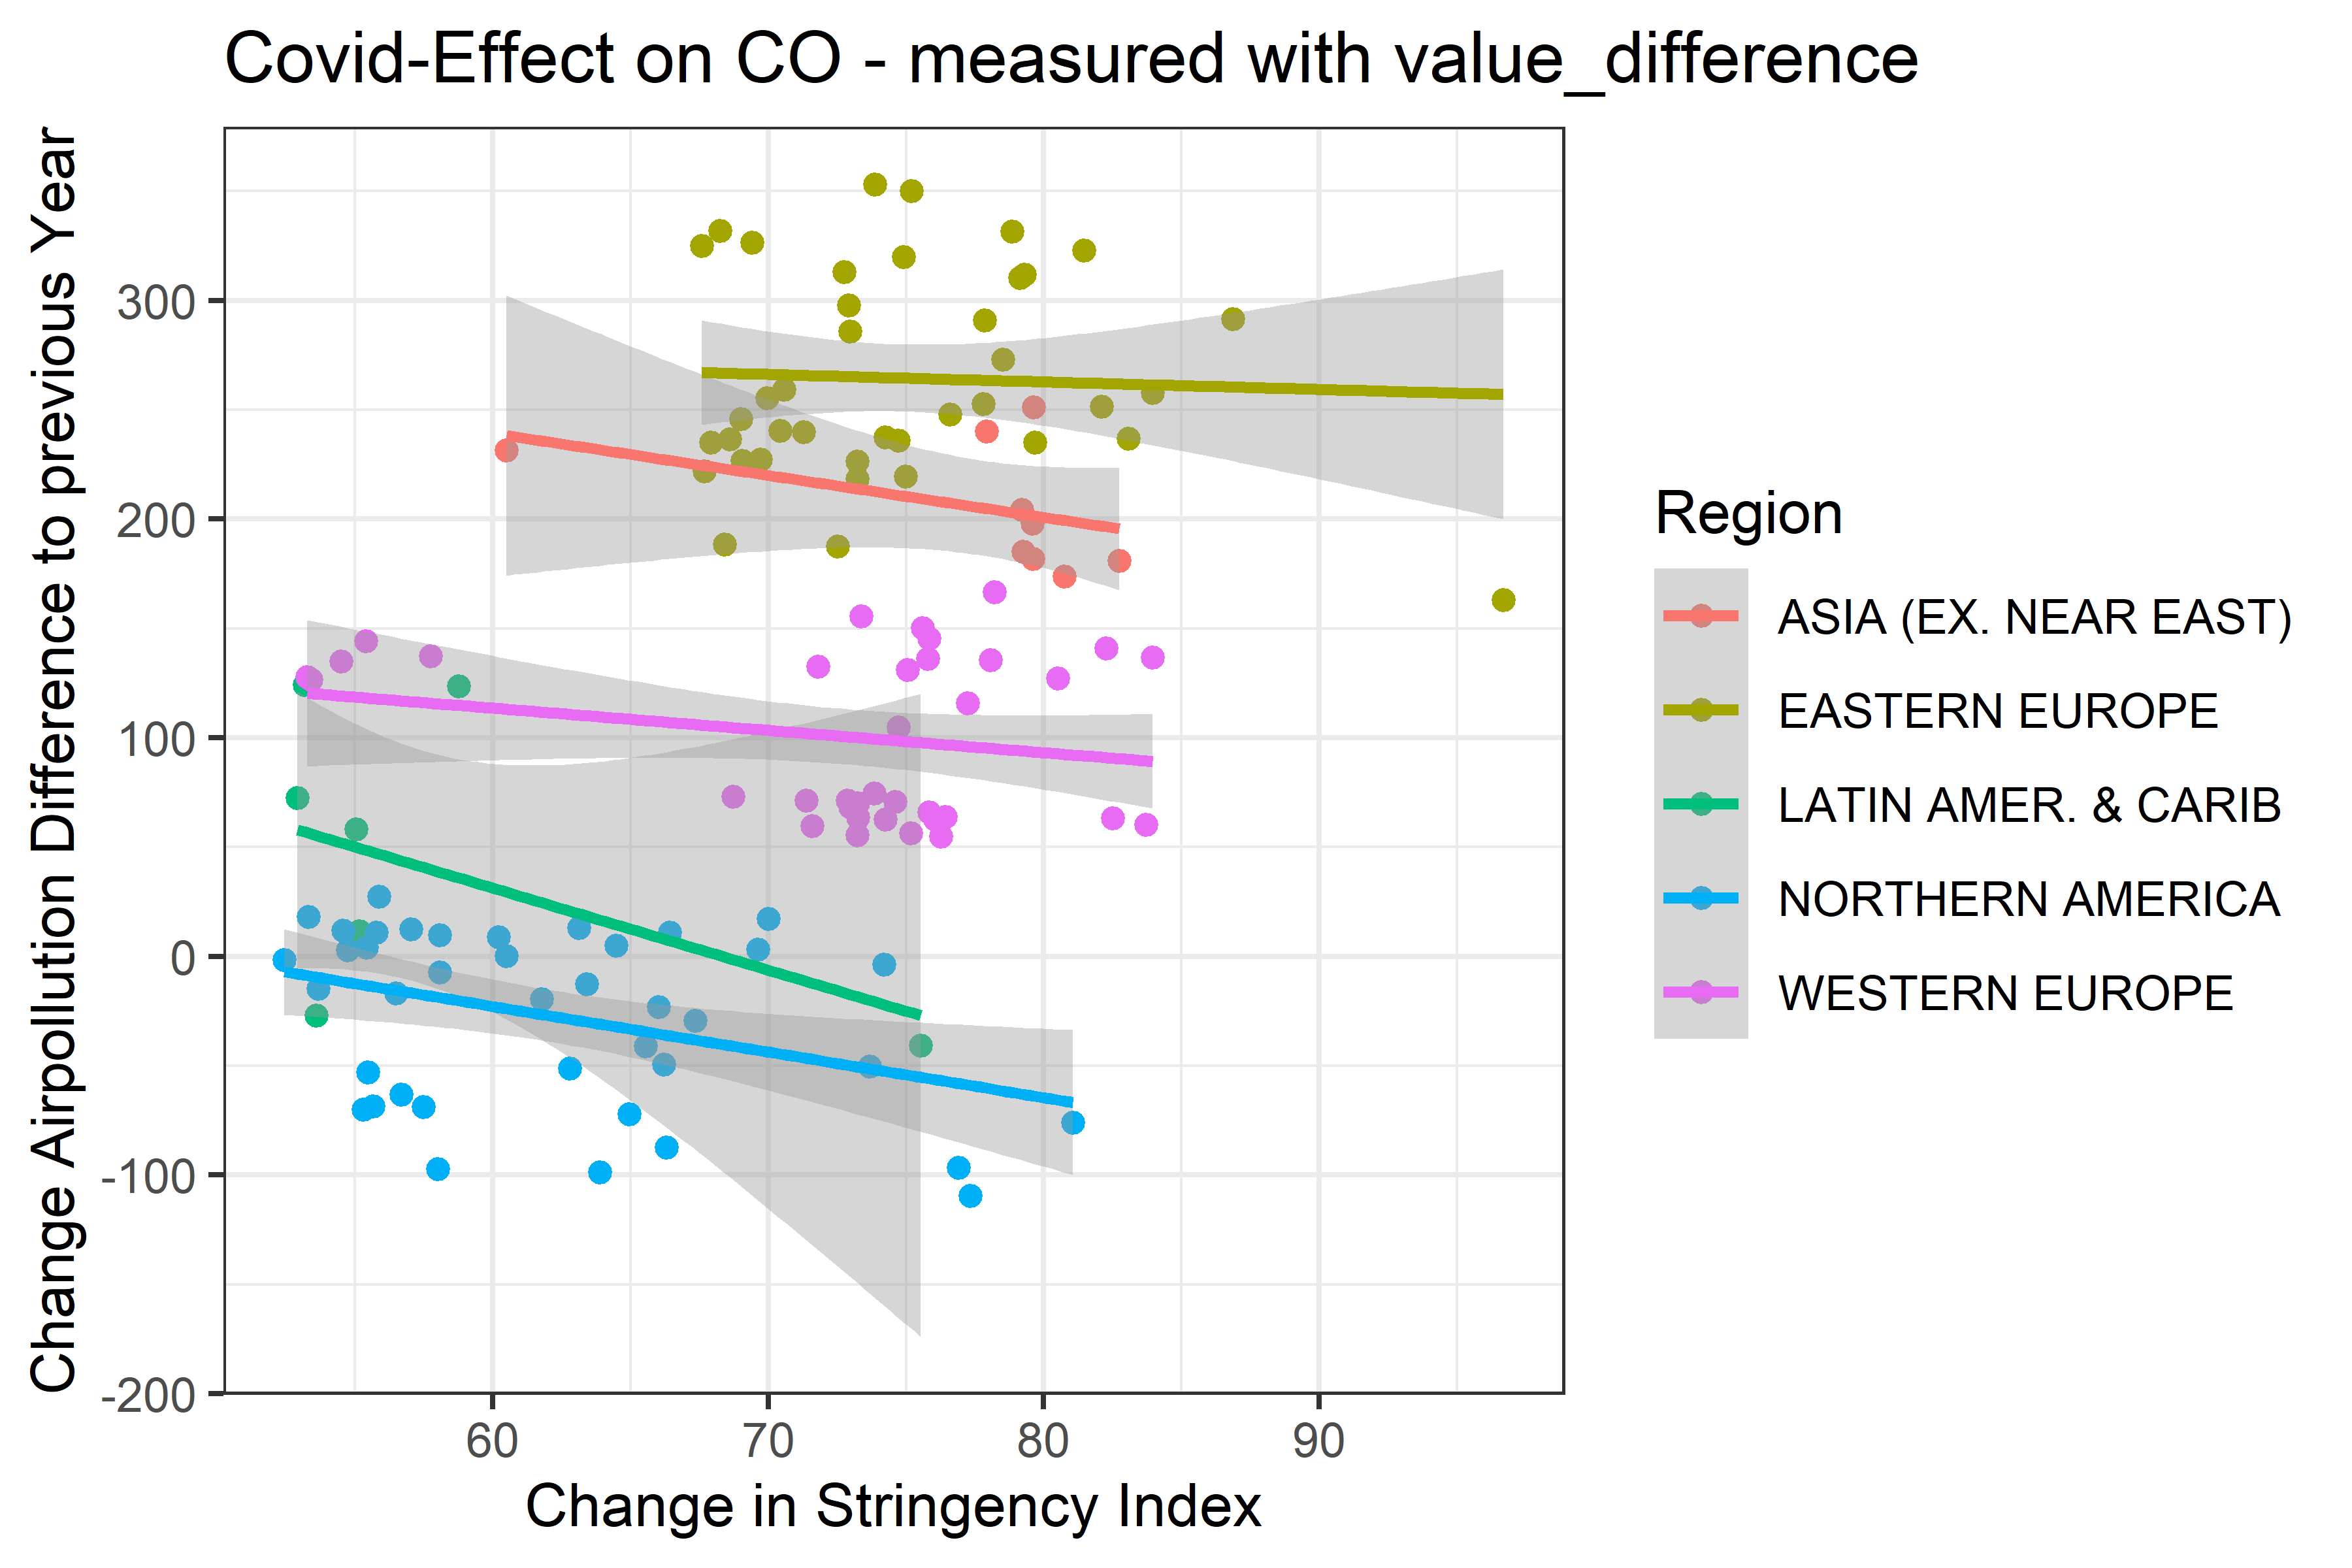 Covid-Effect on CO - measured with value_difference
Change Airpollution Difference to previous Year
300
200
100
0
-100
-200
60 70 80 90
Change in Stringency Index
Region
ASIA (EX. NEAR EAST)
EASTERN EUROPE
LATIN AMER. & CARIB
NORTHERN AMERICA
WESTERN EUROPE